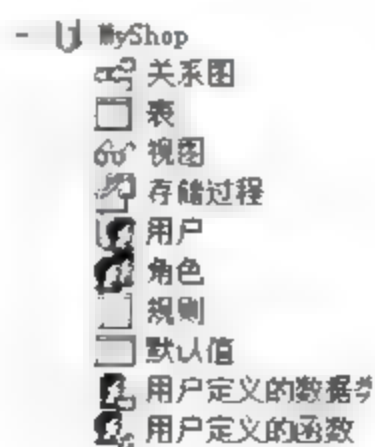 MyShop
关系图
表
视图
存储过程
用户
角色
规则
默认值
用户定义的数据类
用户定义的函数